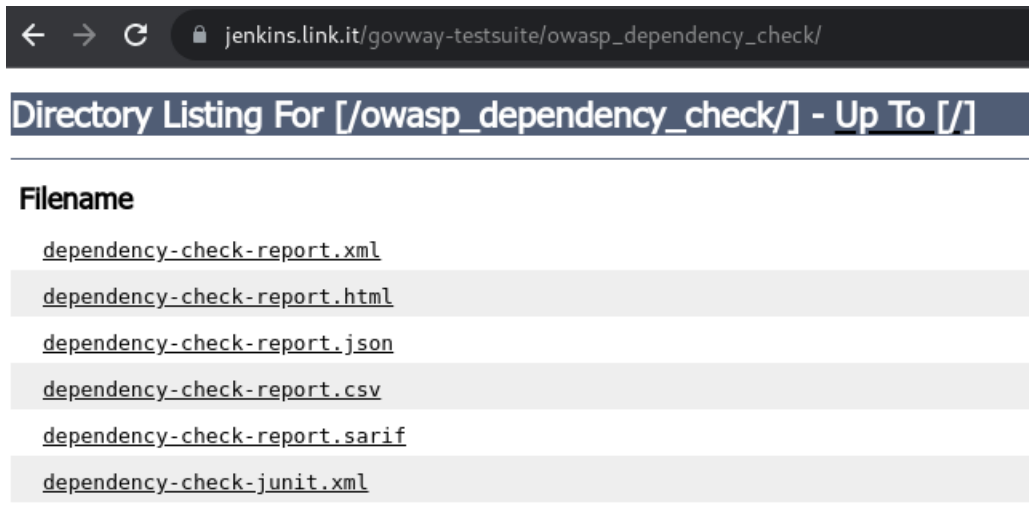 jenkins.link.it/govway-testsuite/owasp_dependency_check/
Directory Listing For [/owasp_dependency_check/] - Up To [/]
Filename
dependency-check-report.xml
dependency-check-report.html
dependency-check-report.json
dependency-check-report.csv
dependency-check-report.sarif
dependency-check-junit.xml